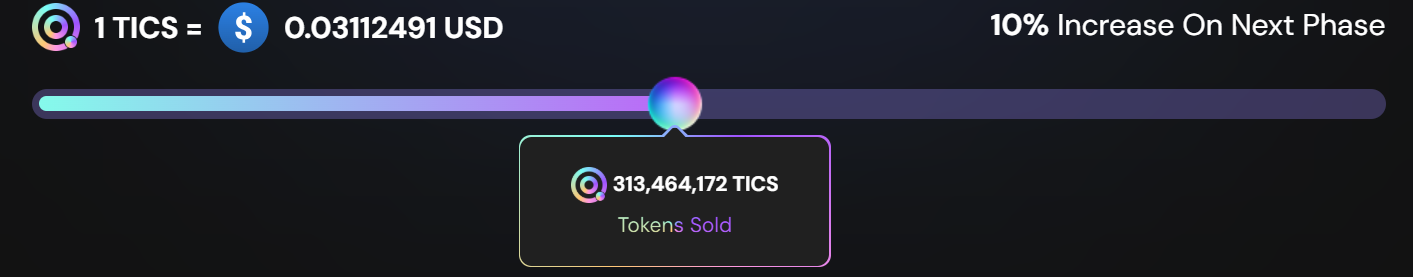 1 TICS = $ 0.03112491 USD
10% Increase On Next Phase
313,464,172 TICS
Tokens Sold